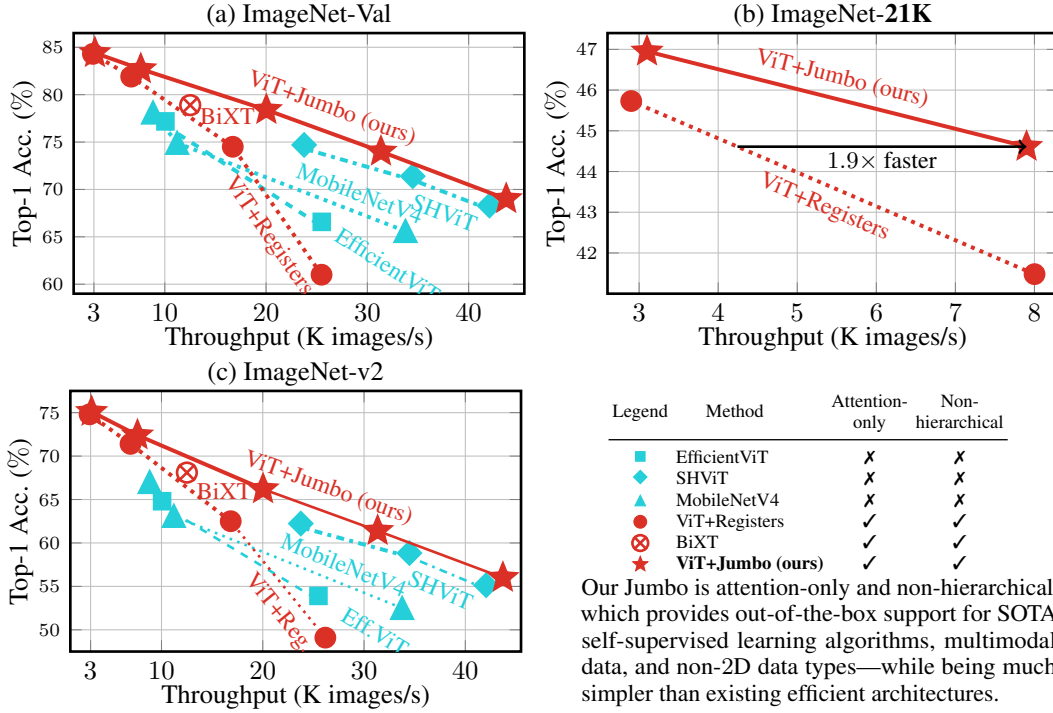 (a) ImageNet-Val
Top-1 Acc. (%)
85
80
75
70
65
60
ViT+Jumbo (ours)
BiXT
MobileNetV4
SHViT
ViT+Registers
EfficientViT
3 10 20 30 40
Throughput (K images/s)
(b) ImageNet-21K
Top-1 Acc. (%)
47
46
45
44
43
42
ViT+Jumbo (ours)
1.9× faster
ViT+Registers
3 4 5 6 7 8
Throughput (K images/s)
(c) ImageNet-v2
Top-1 Acc. (%)
75
70
65
60
55
50
ViT+Jumbo (ours)
BiXT
MobileNetV4
SHViT
ViT+Reg.
Eff.ViT
3 10 20 30 40
Throughput (K images/s)
Legend Method Attention-only Non-hierarchical
EfficientViT ✗ ✗
SHViT ✗ ✗
MobileNetV4 ✗ ✗
ViT+Registers ✓ ✓
BiXT ✓ ✓
ViT+Jumbo (ours) ✓ ✓
Our Jumbo is attention-only and non-hierarchical,
which provides out-of-the-box support for SOTA
self-supervised learning algorithms, multimodal
data, and non-2D data types—while being much
simpler than existing efficient architectures.